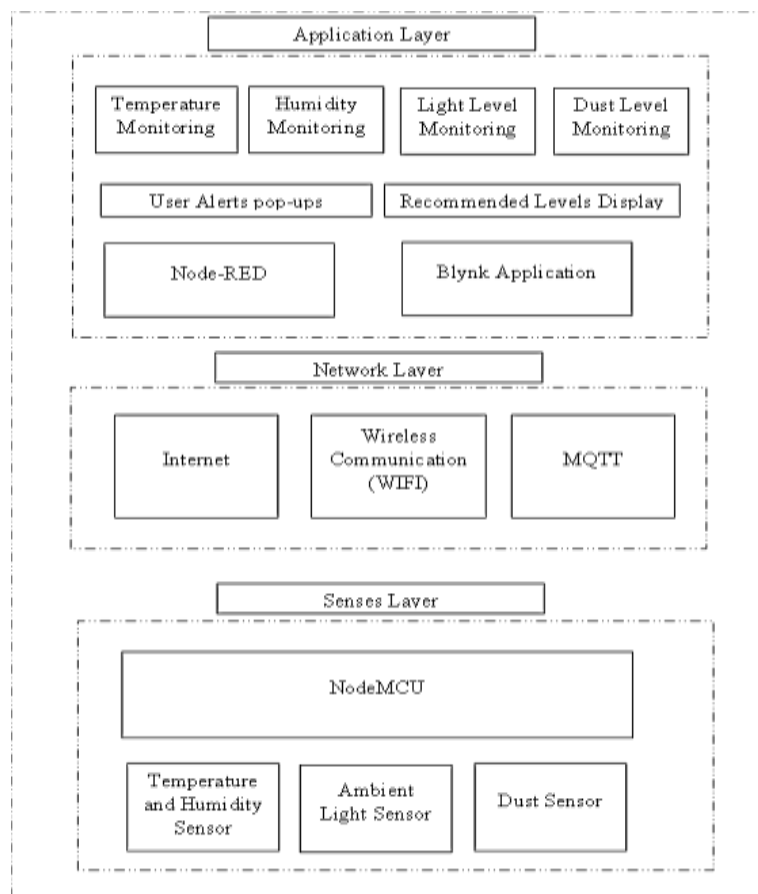 Application Layer
Temperature
Monitoring
Humidity
Monitoring
Light Level
Monitoring
Dust Level
Monitoring
User Alerts pop-ups
Recommended Levels Display
Node-RED
Blynk Application
Network Layer
Internet
Wireless
Communication
(WIFI)
MQTT
Senses Layer
NodeMCU
Temperature
and Humidity
Sensor
Ambient
Light Sensor
Dust Sensor